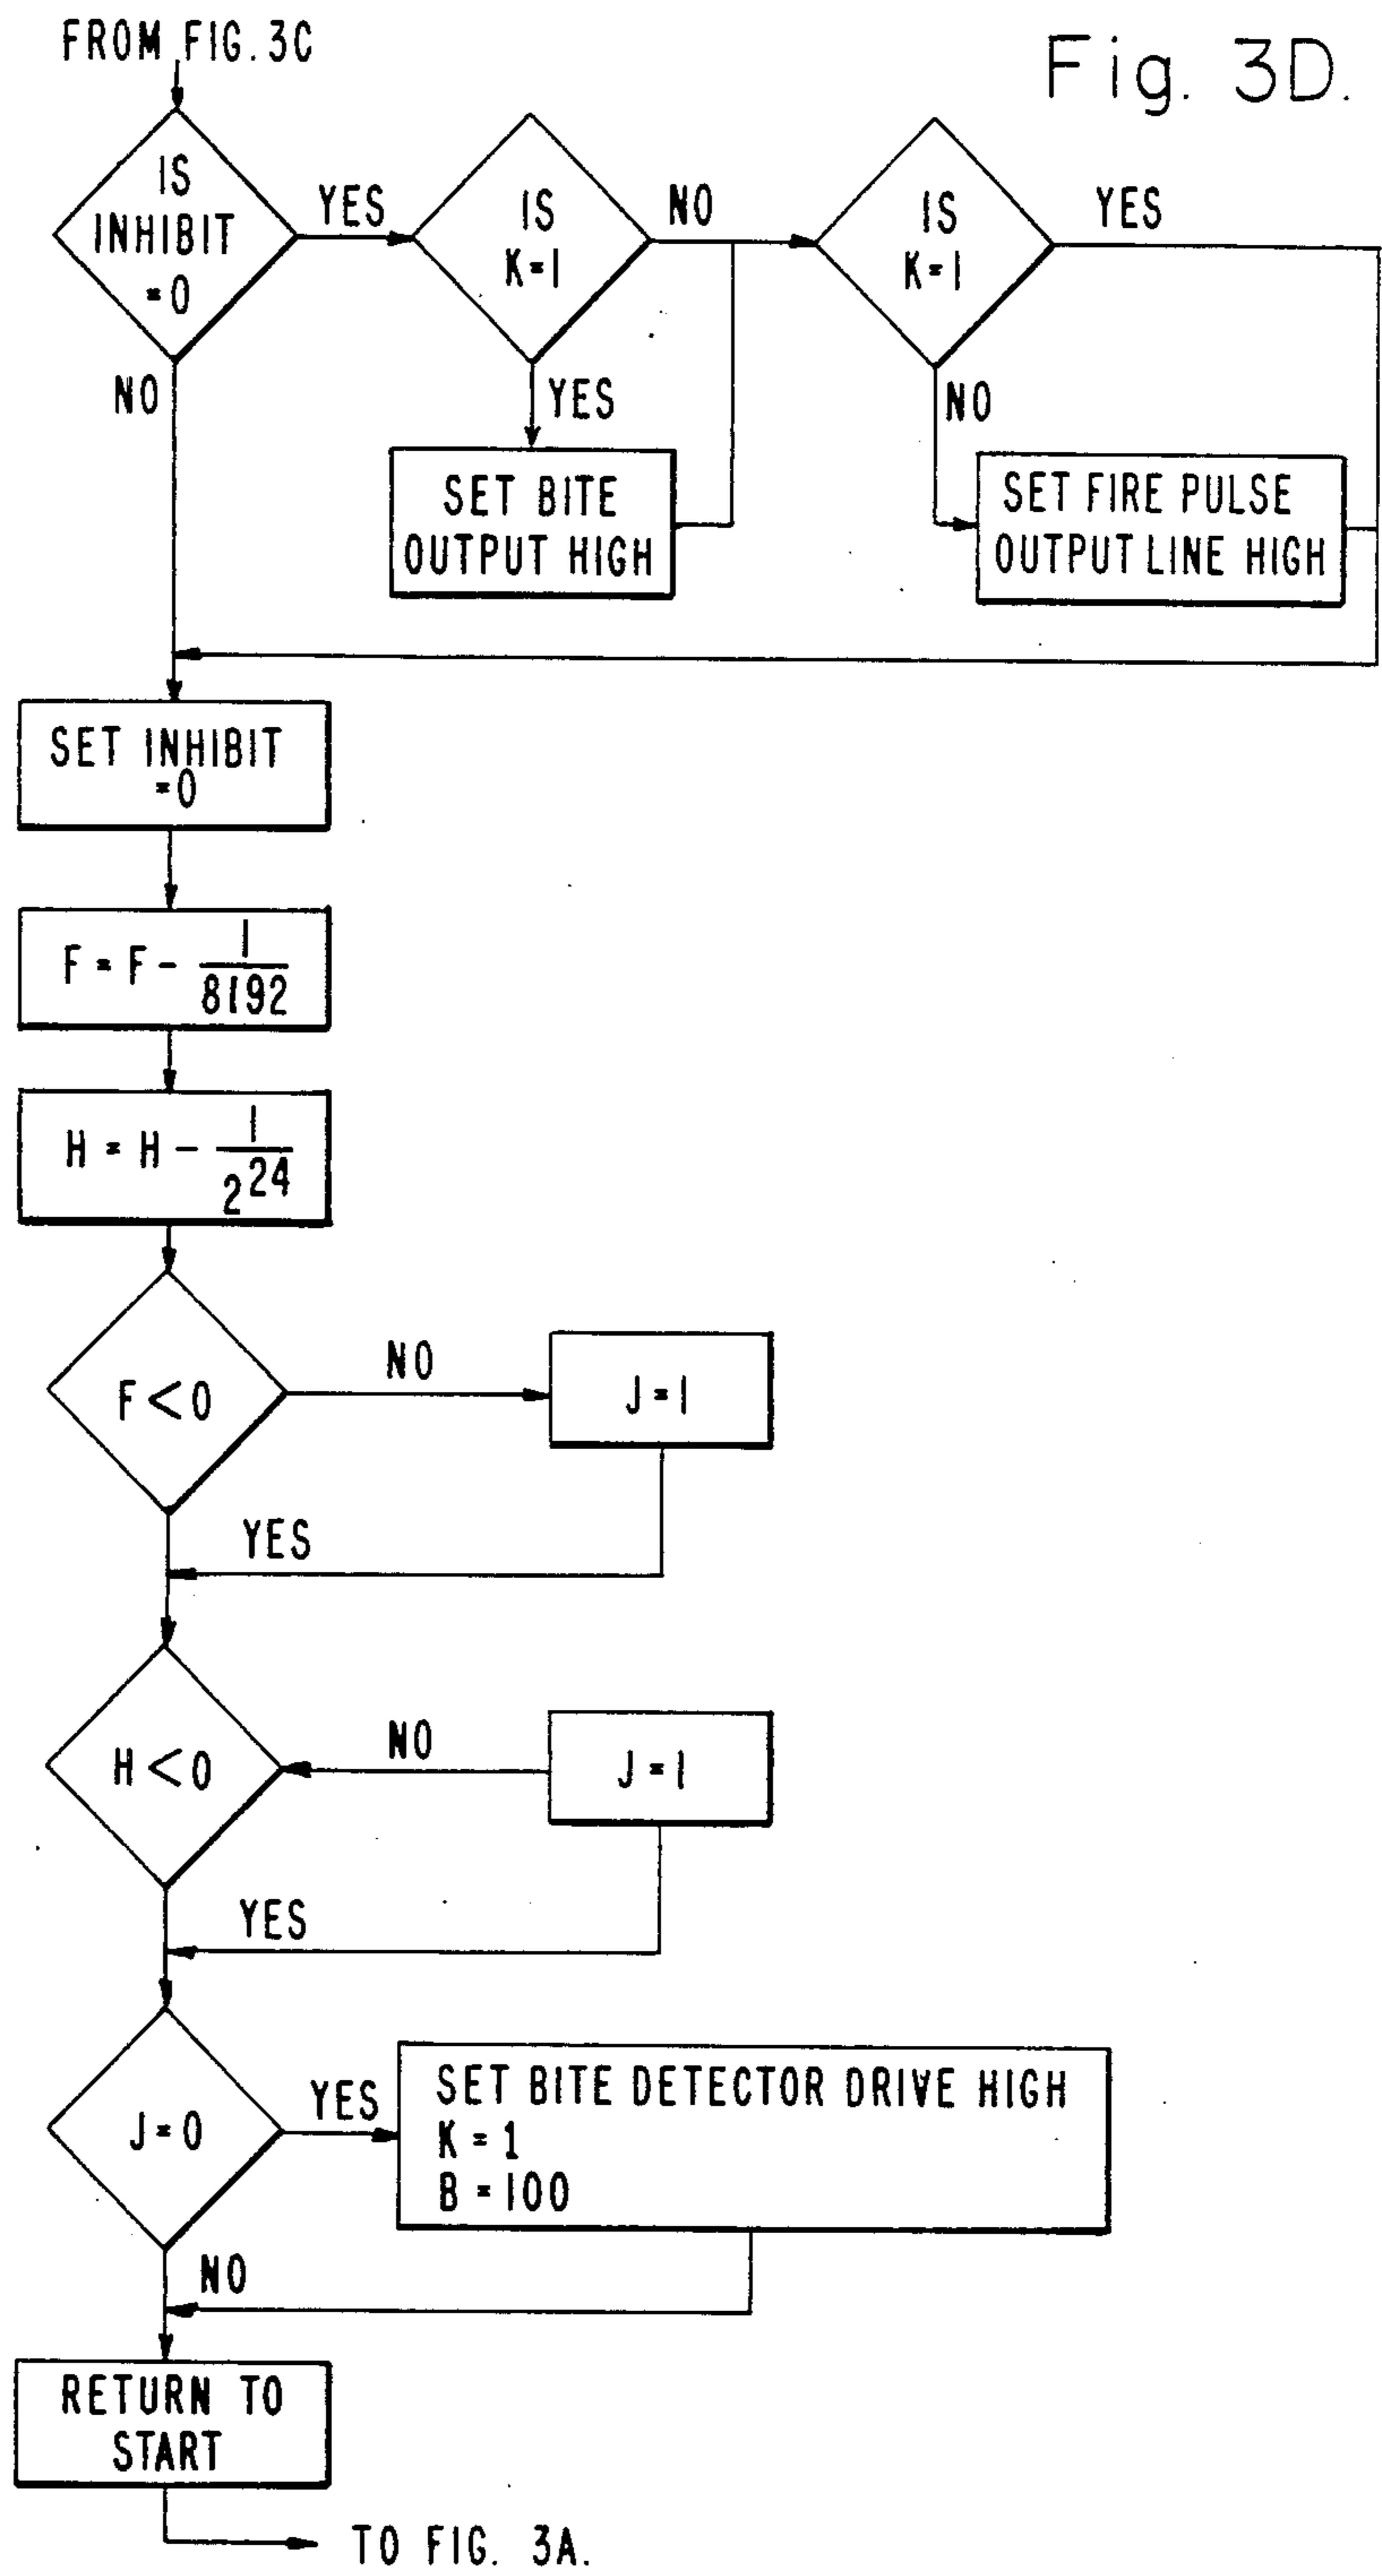 FROM FIG. 3C
Fig. 3D.
IS
INHIBIT
=0
YES
NO
IS
K=1
NO
YES
IS
K=1
YES
NO
SET BITE
OUTPUT HIGH
SET FIRE PULSE
OUTPUT LINE HIGH
SET INHIBIT
=0
F = F - 1/8192
H = H - 1/2^24
F<0
NO
J=1
YES
H<0
NO
J=1
YES
J=0
YES
SET BITE DETECTOR DRIVE HIGH
K = 1
B = 100
NO
RETURN TO
START
TO FIG. 3A.